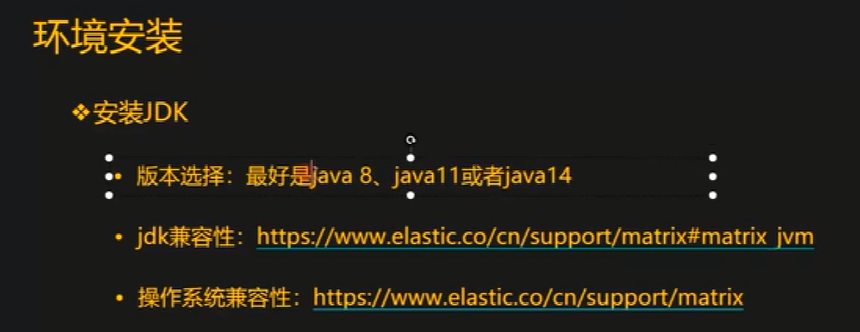 环境安装
❖安装JDK
• 版本选择：最好是java 8、java11或者java14
• jdk兼容性：https://www.elastic.co/cn/support/matrix#matrix_jvm
• 操作系统兼容性：https://www.elastic.co/cn/support/matrix